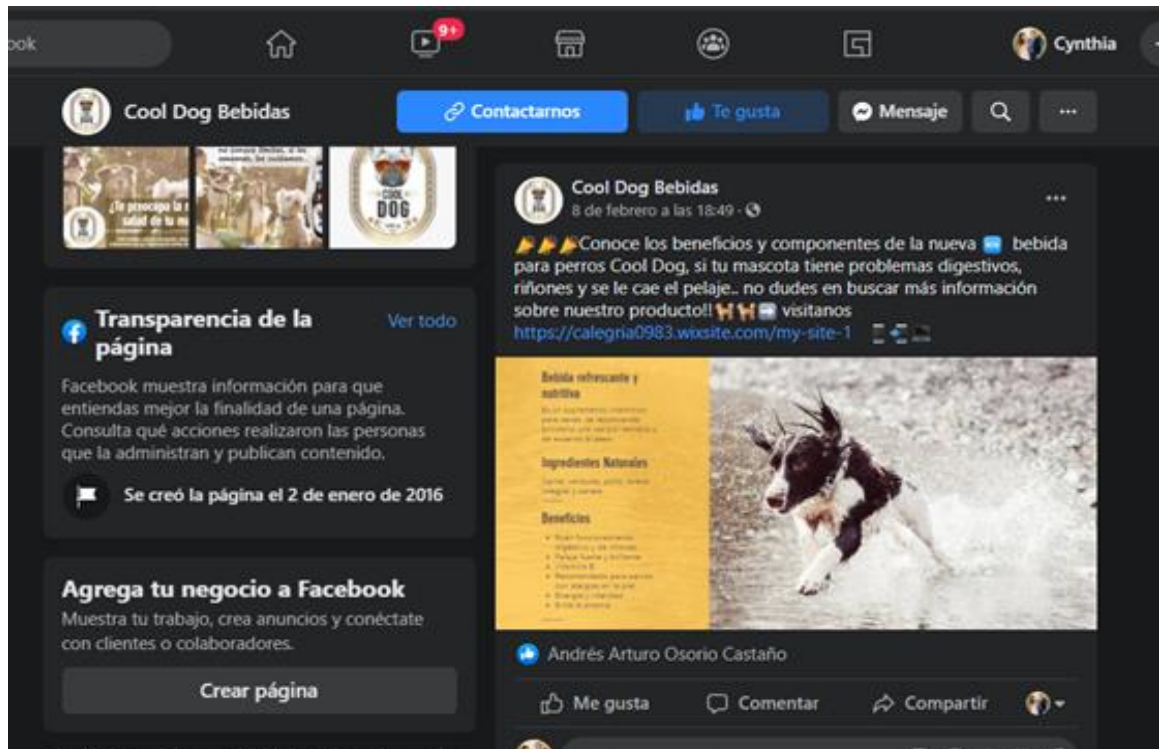 ook
9+
Cynthia
Cool Dog Bebidas
Contactarnos
Te gusta
Mensaje
¿Te preocupa la
salud de tu
COOL
DOG
Transparencia de la
página
Ver todo
Facebook muestra información para que
entiendas mejor la finalidad de una página.
Consulta qué acciones realizaron las personas
que la administran y publican contenido.
Se creó la página el 2 de enero de 2016
Agrega tu negocio a Facebook
Muestra tu trabajo, crea anuncios y conéctate
con clientes o colaboradores.
Crear página
Cool Dog Bebidas
8 de febrero a las 18:49
Conoce los beneficios y componentes de la nueva bebida
para perros Cool Dog, si tu mascota tiene problemas digestivos,
riñones y se le cae el pelaje.. no dudes en buscar más información
sobre nuestro producto!! visitanos
https://calegria0983.wixsite.com/my-site-1
Bebida refrescante y
nutritiva
Ingredientes Naturales
Beneficios
Andrés Arturo Osorio Castaño
Me gusta
Comentar
Compartir